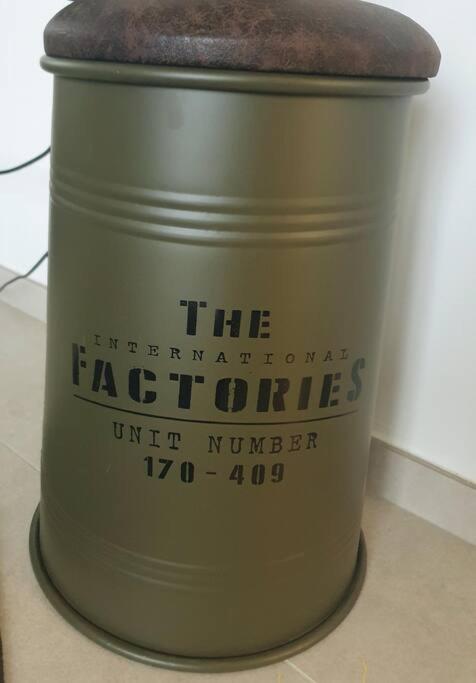 THE
INTERNATIONAL
FACTORIES
UNIT NUMBER
170-409